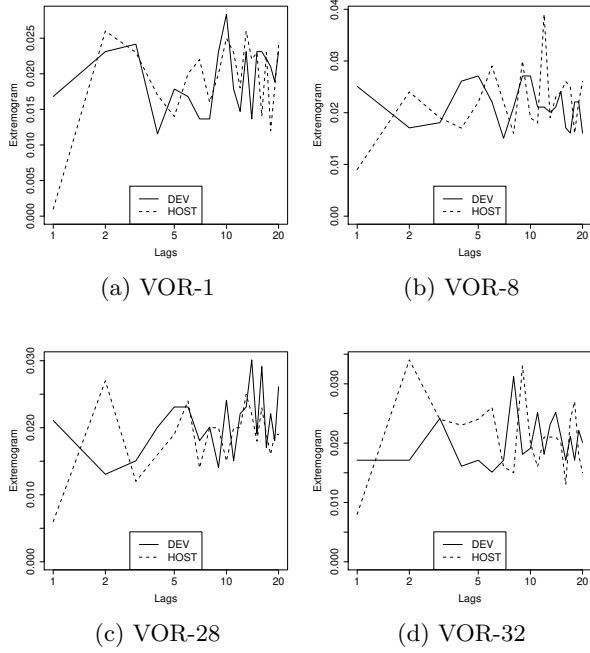 0.000 0.005 0.010 0.015 0.020 0.025
Extremogram
DEV
HOST
1 2 5 10 20
Lags
(a) VOR-1
0.00 0.01 0.02 0.03 0.04
Extremogram
DEV
HOST
1 2 5 10 20
Lags
(b) VOR-8
0.000 0.010 0.020 0.030
Extremogram
DEV
HOST
1 2 5 10 20
Lags
(c) VOR-28
0.000 0.010 0.020 0.030
Extremogram
DEV
HOST
1 2 5 10 20
Lags
(d) VOR-32